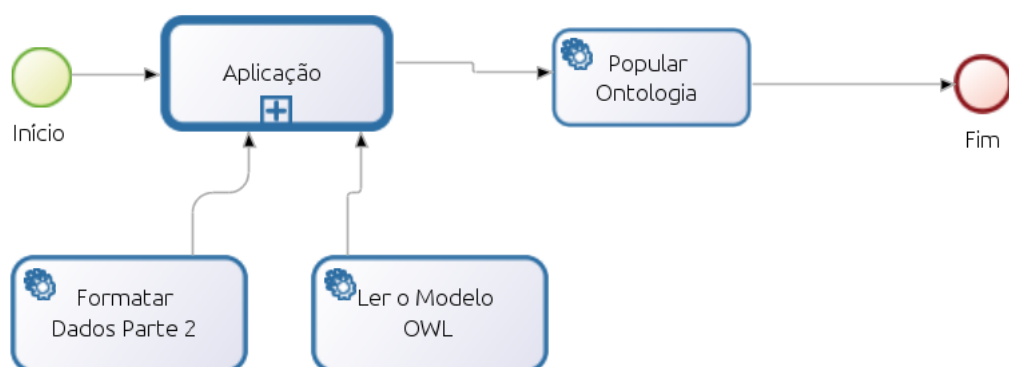 Início
Aplicação
Popular
Ontologia
Fim
Formatar
Dados Parte 2
Ler o Modelo
OWL